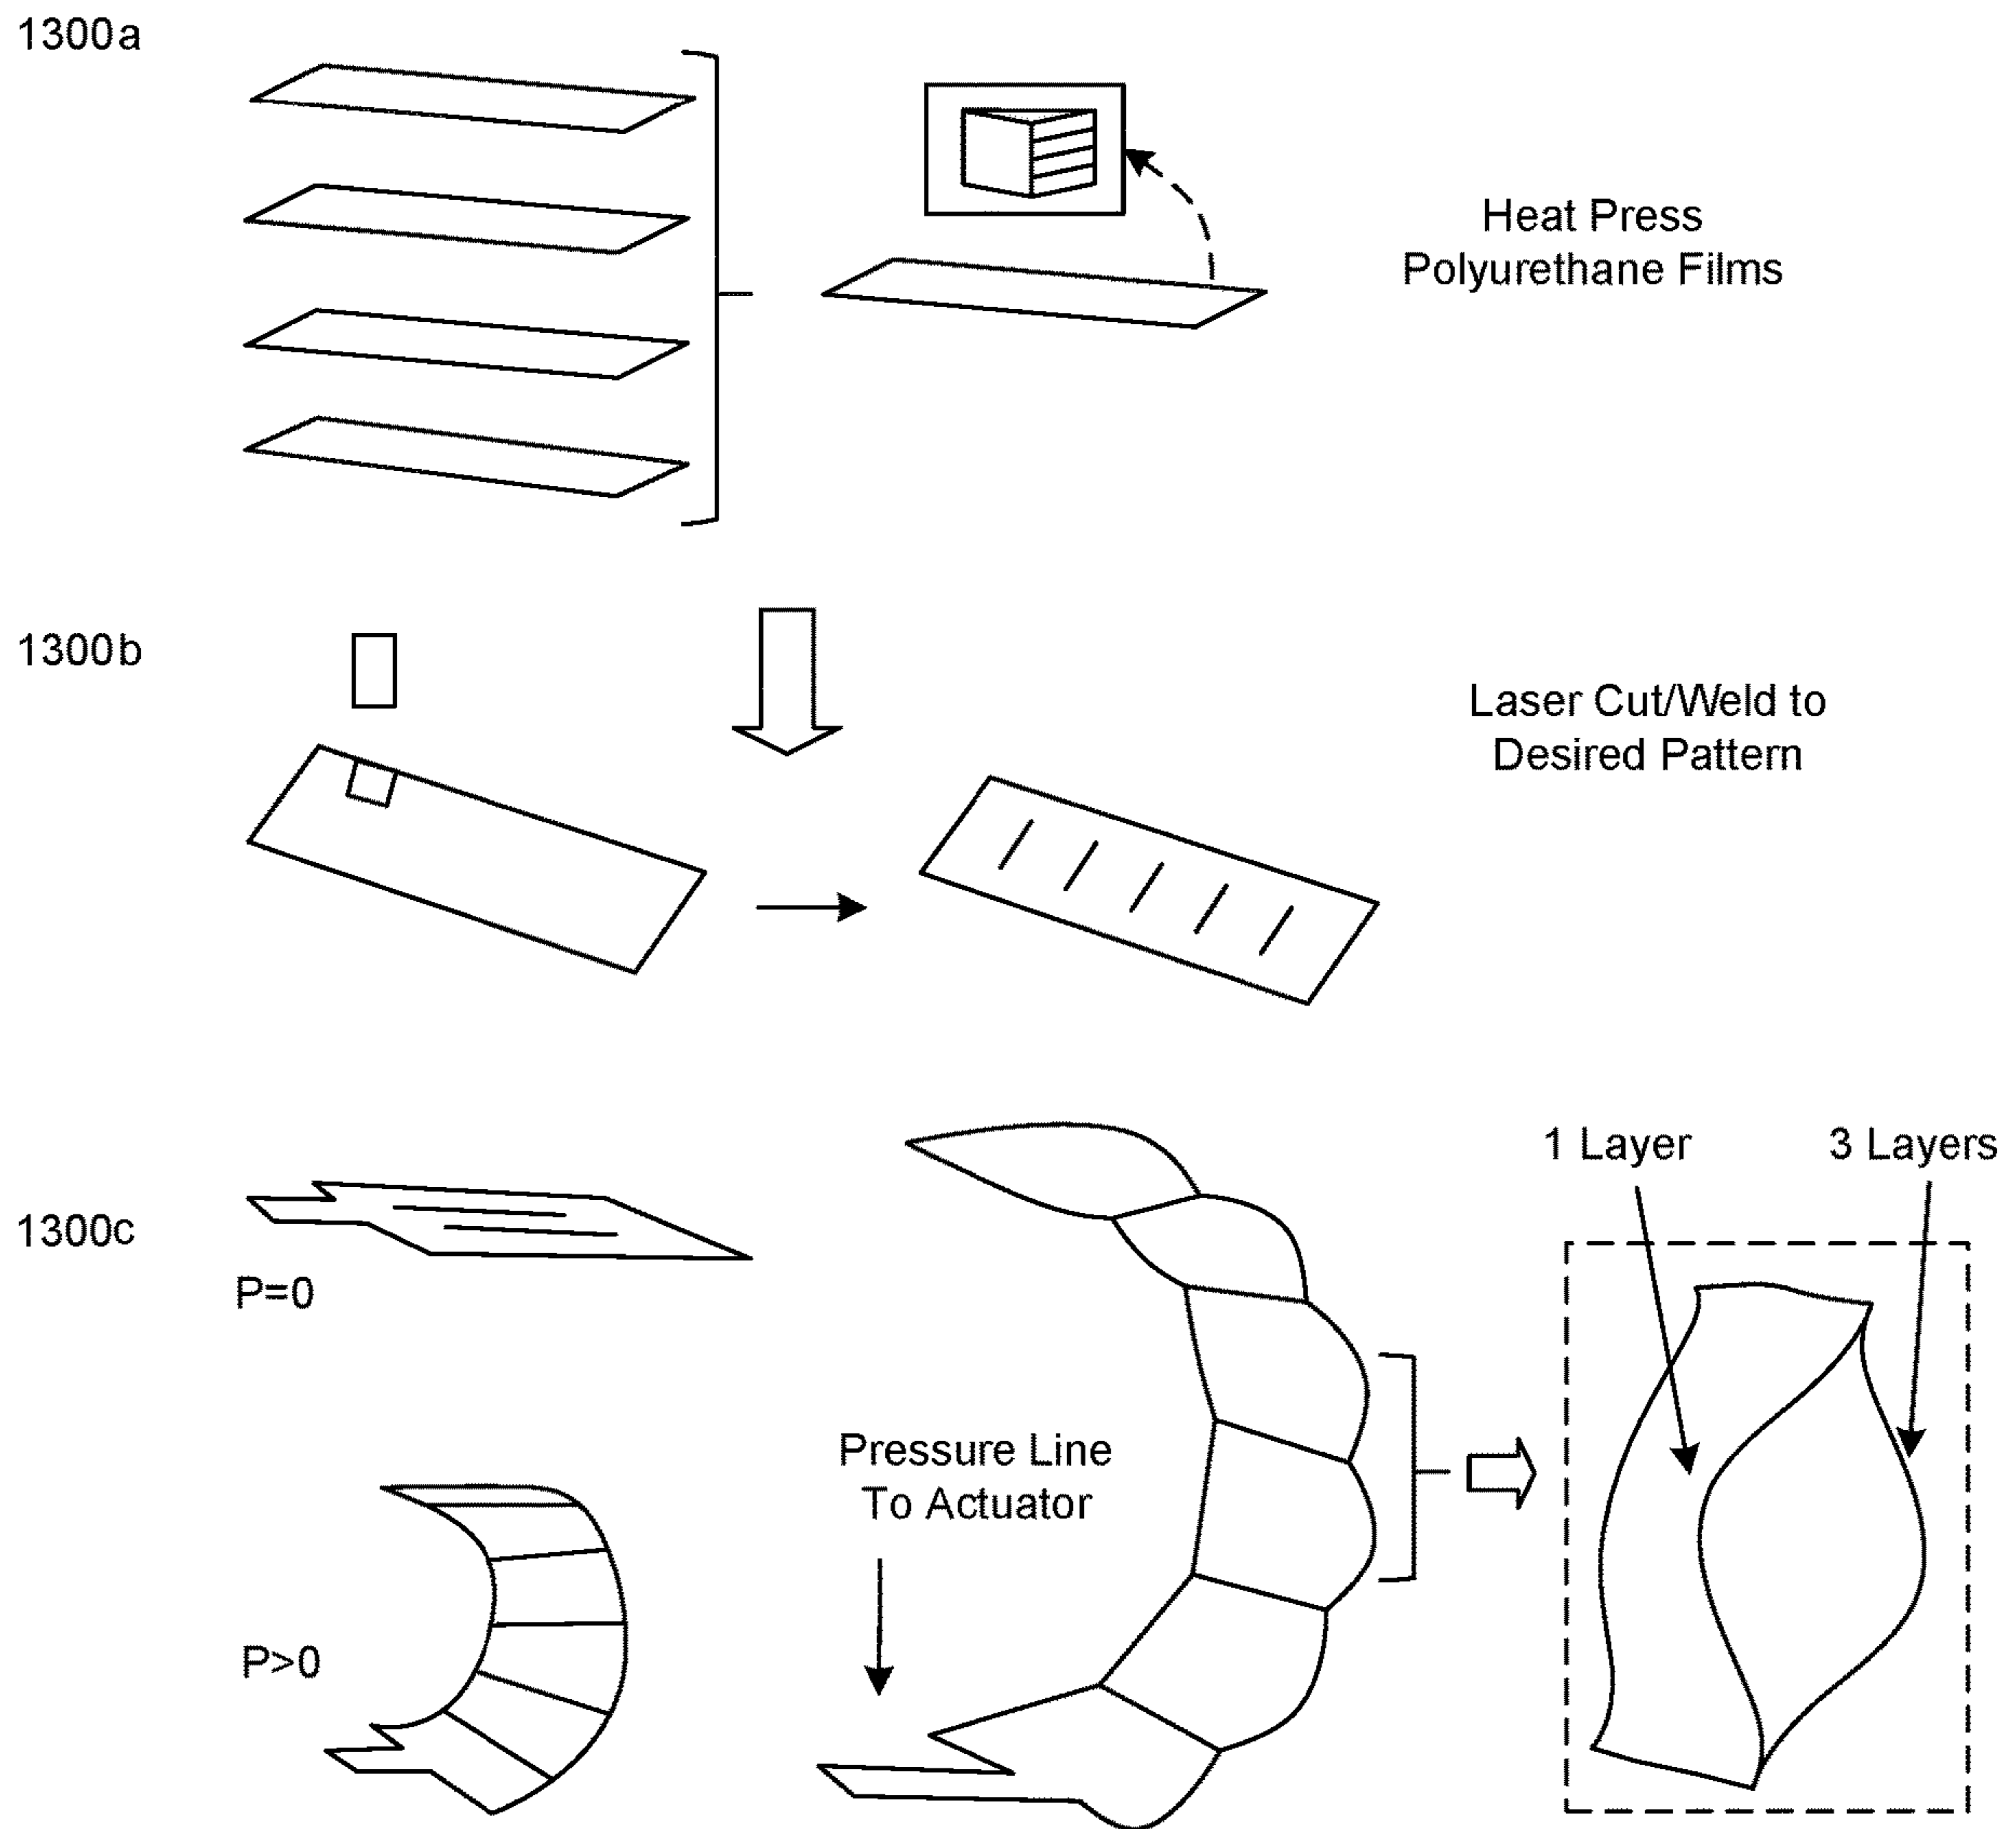 1300a
Heat Press
Polyurethane Films
1300b
Laser Cut/Weld to
Desired Pattern
1300c
P=0
P>0
Pressure Line
To Actuator
1 Layer
3 Layers